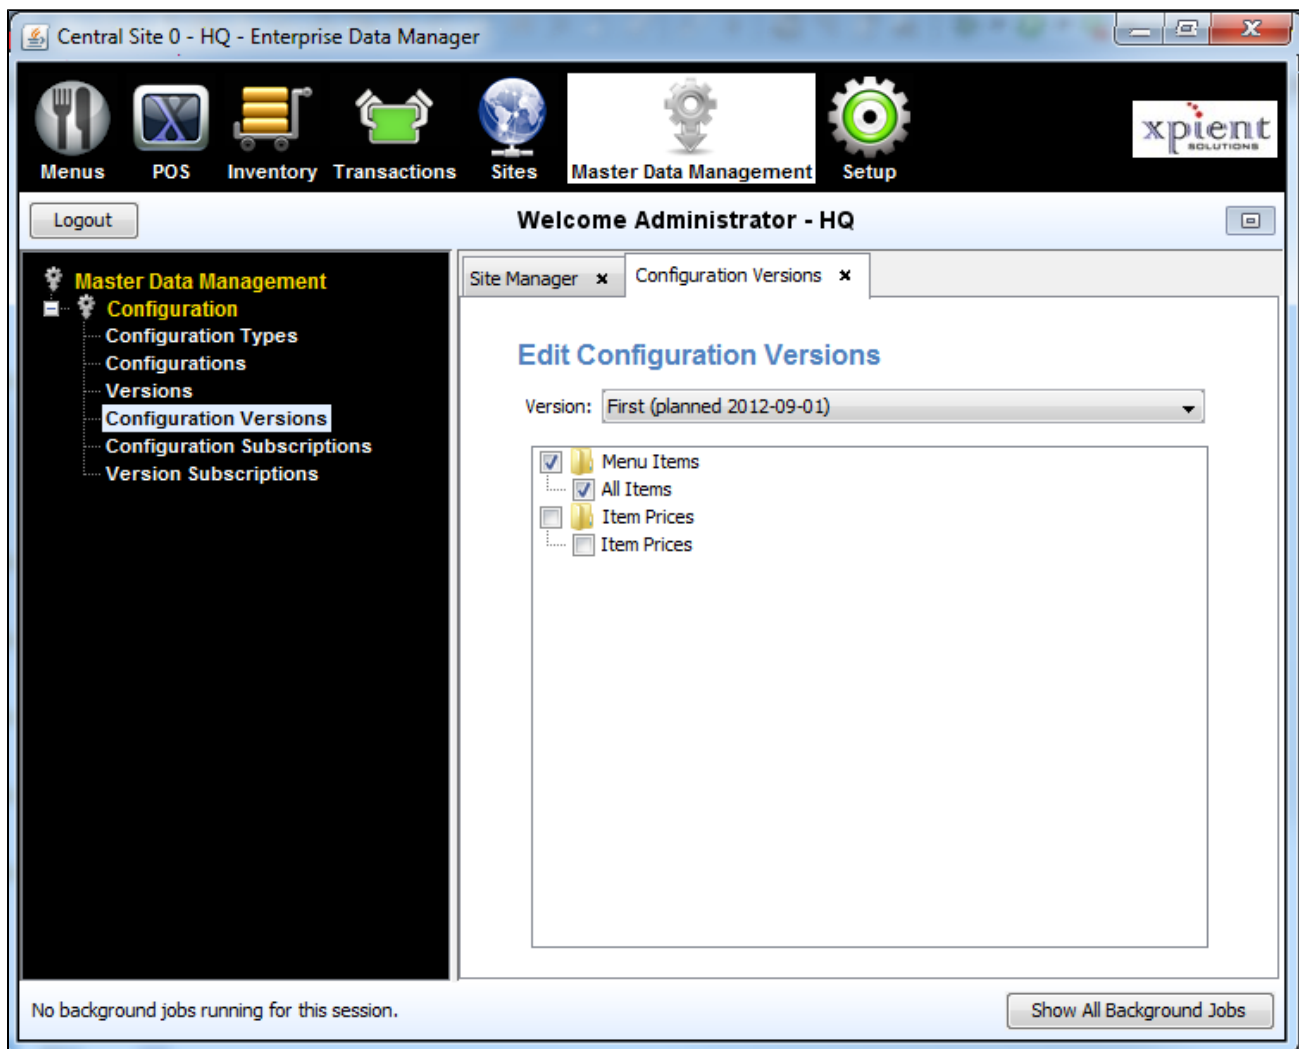 Central Site 0 - HQ - Enterprise Data Manager
Menus POS Inventory Transactions Sites Master Data Management Setup
xpient
SOLUTIONS
Logout
Welcome Administrator - HQ
Master Data Management
Configuration
Configuration Types
Configurations
Versions
Configuration Versions
Configuration Subscriptions
Version Subscriptions
Site Manager
Configuration Versions
Edit Configuration Versions
Version: First (planned 2012-09-01)
Menu Items
All Items
Item Prices
Item Prices
No background jobs running for this session.
Show All Background Jobs